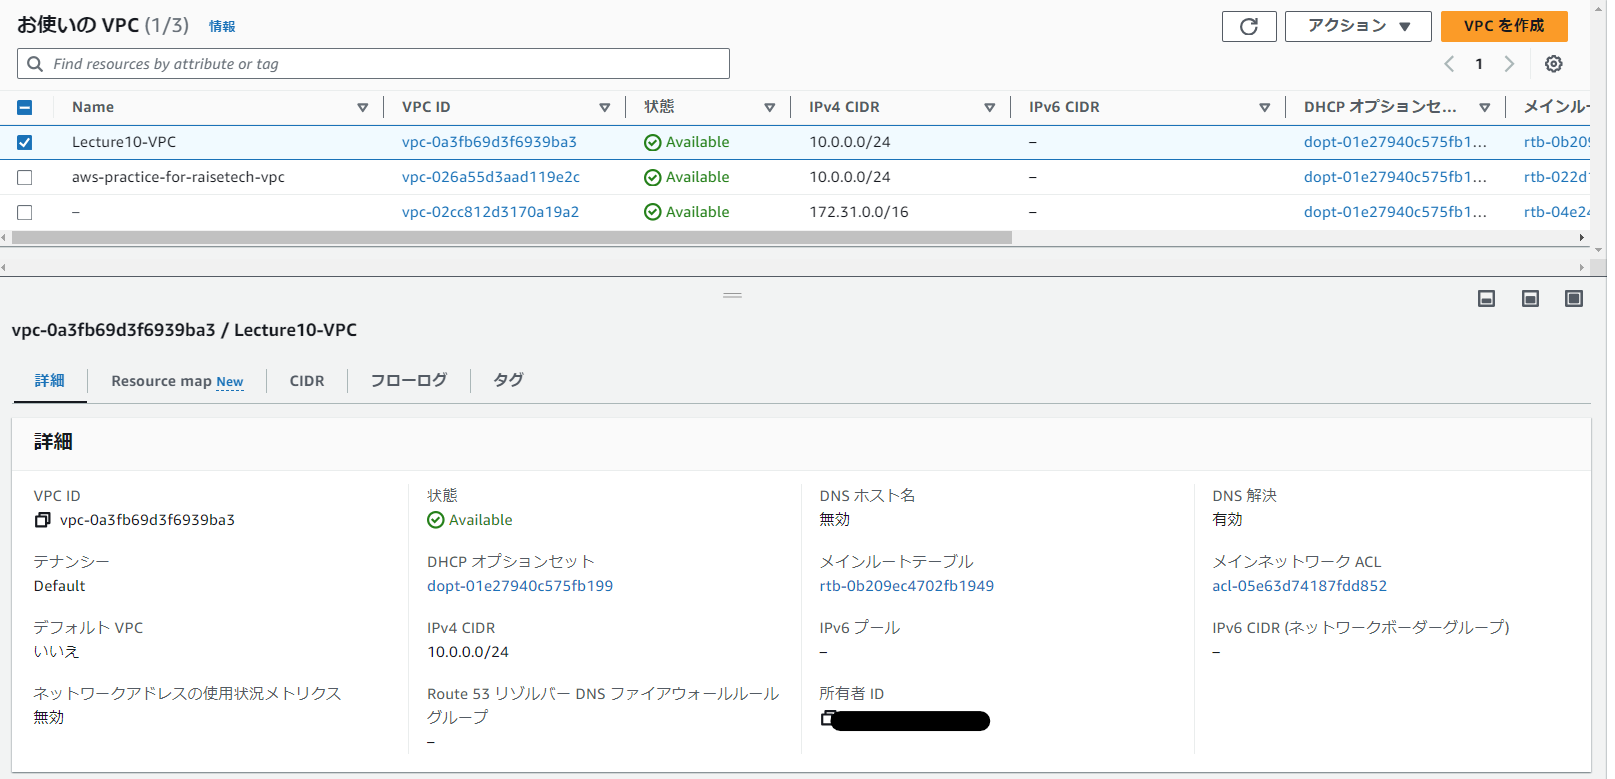 お使いの VPC (1/3) 情報
アクション ▼
VPC を作成
Find resources by attribute or tag
1
Name VPC ID 状態 IPv4 CIDR IPv6 CIDR DHCP オプションセ... メインルー
Lecture10-VPC vpc-0a3fb69d3f6939ba3 Available 10.0.0.0/24 – dopt-01e27940c575fb1... rtb-0b209
aws-practice-for-raisetech-vpc vpc-026a55d3aad119e2c Available 10.0.0.0/24 – dopt-01e27940c575fb1... rtb-022d1
– vpc-02cc812d3170a19a2 Available 172.31.0.0/16 – dopt-01e27940c575fb1... rtb-04e24
vpc-0a3fb69d3f6939ba3 / Lecture10-VPC
詳細 Resource map New CIDR フローログ タグ
詳細
VPC ID 状態 DNS ホスト名 DNS 解決
vpc-0a3fb69d3f6939ba3 Available 無効 有効
テナンシー DHCP オプションセット メインルートテーブル メインネットワーク ACL
Default dopt-01e27940c575fb199 rtb-0b209ec4702fb1949 acl-05e63d74187fdd852
デフォルト VPC IPv4 CIDR IPv6 プール IPv6 CIDR (ネットワークボーダーグループ)
いいえ 10.0.0.0/24 – –
ネットワークアドレスの使用状況メトリクス Route 53 リゾルバー DNS ファイアウォールルール 所有者 ID
無効 グループ
–